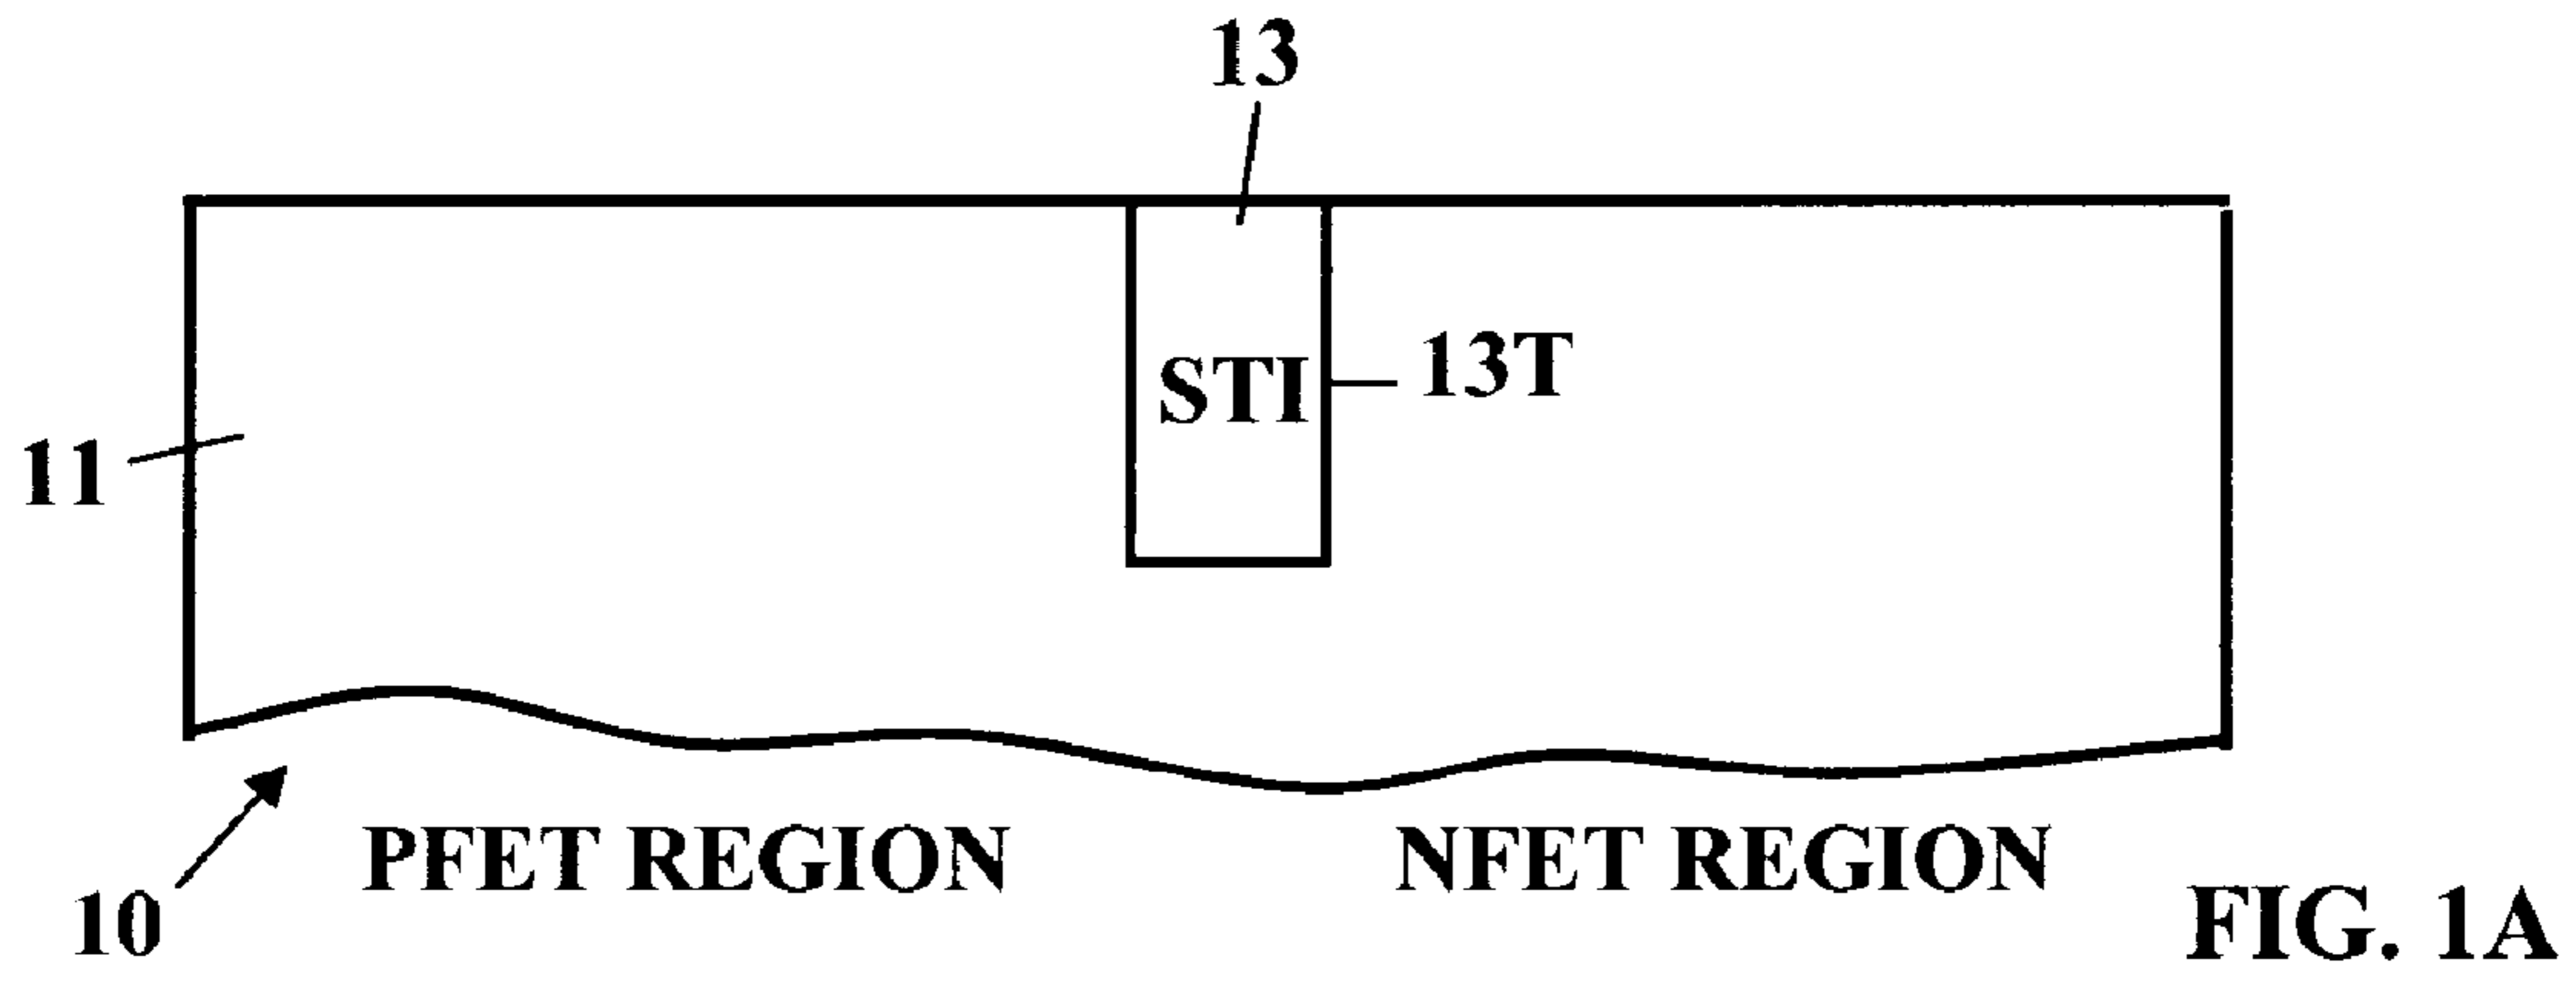 13
STI
13T
11
PFET REGION
NFET REGION
10
FIG. 1A